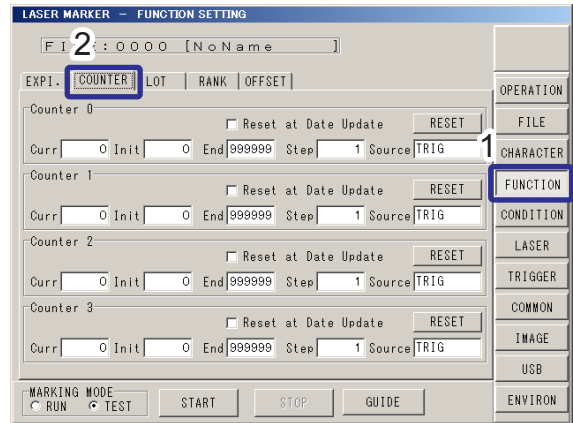 LASER MARKER - FUNCTION SETTING
FI :0000 [NoName ]
2
EXPI. COUNTER LOT RANK OFFSET
Counter 0
Reset at Date Update RESET
Curr 0 Init 0 End 999999 Step 1 Source TRIG
Counter 1
Reset at Date Update RESET
Curr 0 Init 0 End 999999 Step 1 Source TRIG
Counter 2
Reset at Date Update RESET
Curr 0 Init 0 End 999999 Step 1 Source TRIG
Counter 3
Reset at Date Update RESET
Curr 0 Init 0 End 999999 Step 1 Source TRIG
MARKING MODE
RUN TEST START STOP GUIDE
OPERATION
FILE
1
CHARACTER
FUNCTION
CONDITION
LASER
TRIGGER
COMMON
IMAGE
USB
ENVIRON